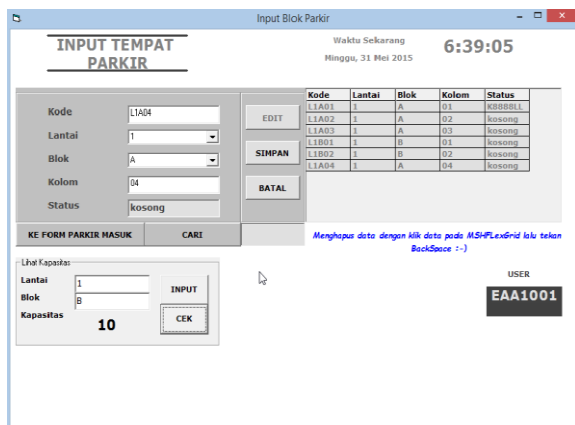 Input Blok Parkir
INPUT TEMPAT
PARKIR
Waktu Sekarang
Minggu, 31 Mei 2015
6:39:05
Kode L1A04
Lantai 1
Blok A
Kolom 04
Status kosong
EDIT
SIMPAN
BATAL
Kode Lantai Blok Kolom Status
L1A01 1 A 01 K8888LL
L1A02 1 A 02 kosong
L1A03 1 A 03 kosong
L1B01 1 B 01 kosong
L1B02 1 B 02 kosong
L1A04 1 A 04 kosong
KE FORM PARKIR MASUK CARI
Menghapus data dengan klik data pada MSHFLexGrid lalu tekan
BackSpace :-)
Lihat Kapasitas
Lantai 1
Blok B
Kapasitas 10
INPUT
CEK
USER
EAA1001